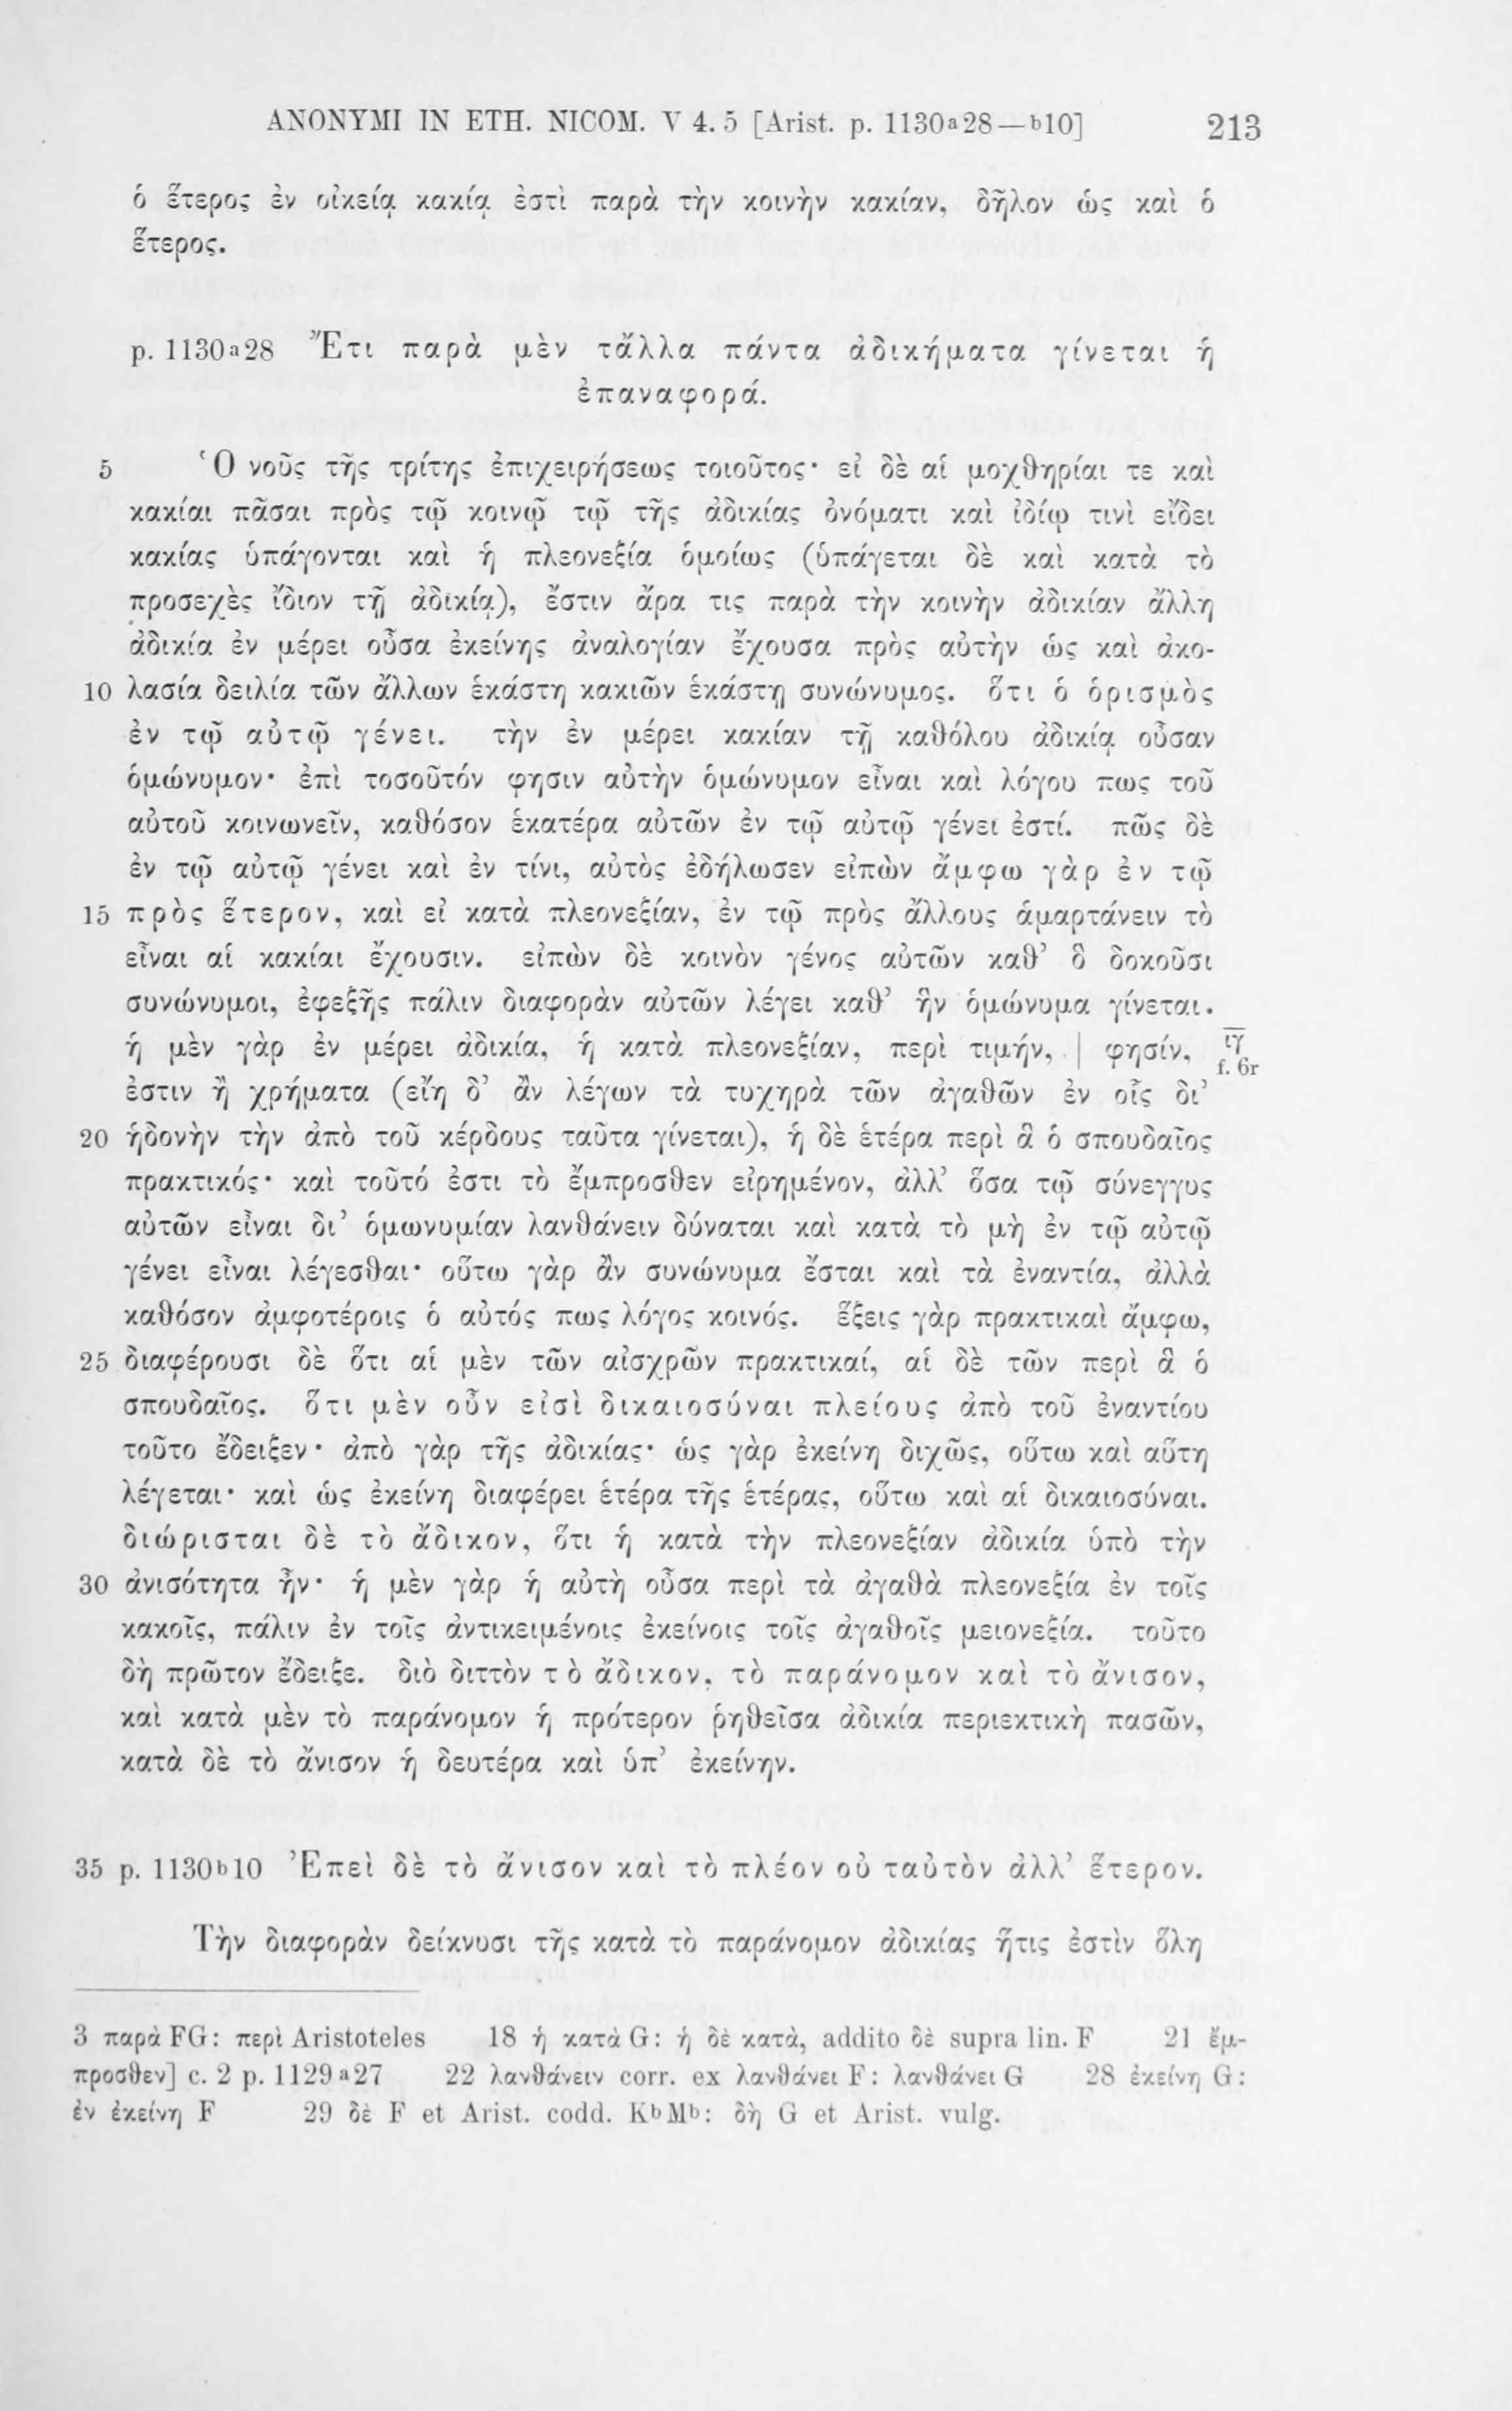 ANONYMI IN ETH. NICOM. V 4. 5 [Arist. p. 1130a28—b10] 213
ὁ ἕτερος ἐν οἰκείᾳ κακίᾳ ἐστὶ παρὰ τὴν κοινὴν κακίαν, δῆλον ὡς καὶ ὁ
ἕτερος.
p. 1130a28 Ἔτι παρὰ μὲν τἄλλα πάντα ἀδικήματα γίνεται ἡ
ἐπαναφορά.
5 Ὁ νοῦς τῆς τρίτης ἐπιχειρήσεως τοιοῦτος· εἰ δὲ αἱ μοχθηρίαι τε καὶ
κακίαι πᾶσαι πρὸς τῷ κοινῷ τῷ τῆς ἀδικίας ὀνόματι καὶ ἰδίῳ τινὶ εἴδει
κακίας ὑπάγονται καὶ ἡ πλεονεξία ὁμοίως (ὑπάγεται δὲ καὶ κατὰ τὸ
προσεχὲς ἴδιον τῇ ἀδικίᾳ), ἔστιν ἄρα τις παρὰ τὴν κοινὴν ἀδικίαν ἄλλη
ἀδικία ἐν μέρει οὖσα ἐκείνης ἀναλογίαν ἔχουσα πρὸς αὐτὴν ὡς καὶ ἀκο-
10 λασία δειλία τῶν ἄλλων ἑκάστη κακιῶν ἑκάστῃ συνώνυμος. ὅτι ὁ ὁρισμὸς
ἐν τῷ αὐτῷ γένει. τὴν ἐν μέρει κακίαν τῇ καθόλου ἀδικίᾳ οὖσαν
ὁμώνυμον· ἐπὶ τοσοῦτόν φησιν αὐτὴν ὁμώνυμον εἶναι καὶ λόγου πως τοῦ
αὐτοῦ κοινωνεῖν, καθόσον ἑκατέρα αὐτῶν ἐν τῷ αὐτῷ γένει ἐστί. πῶς δὲ
ἐν τῷ αὐτῷ γένει καὶ ἐν τίνι, αὐτὸς ἐδήλωσεν εἰπὼν ἄμφω γὰρ ἐν τῷ
15 πρὸς ἕτερον, καὶ εἰ κατὰ πλεονεξίαν, ἐν τῷ πρὸς ἄλλους ἁμαρτάνειν τὸ
εἶναι αἱ κακίαι ἔχουσιν. εἰπὼν δὲ κοινὸν γένος αὐτῶν καθ’ ὃ δοκοῦσι
συνώνυμοι, ἐφεξῆς πάλιν διαφορὰν αὐτῶν λέγει καθ’ ἣν ὁμώνυμα γίνεται.
ἡ μὲν γὰρ ἐν μέρει ἀδικία, ἡ κατὰ πλεονεξίαν, περὶ τιμήν, | φησίν, ιγ f. 6r
ἐστιν ἢ χρήματα (εἴη δ’ ἂν λέγων τὰ τυχηρὰ τῶν ἀγαθῶν ἐν οἷς δι’
20 ἡδονὴν τὴν ἀπὸ τοῦ κέρδους ταῦτα γίνεται), ἡ δὲ ἑτέρα περὶ ἃ ὁ σπουδαῖος
πρακτικός· καὶ τοῦτό ἐστι τὸ ἔμπροσθεν εἰρημένον, ἀλλ’ ὅσα τῷ σύνεγγυς
αὐτῶν εἶναι δι’ ὁμωνυμίαν λανθάνειν δύναται καὶ κατὰ τὸ μὴ ἐν τῷ αὐτῷ
γένει εἶναι λέγεσθαι· οὕτω γὰρ ἂν συνώνυμα ἔσται καὶ τὰ ἐναντία, ἀλλὰ
καθόσον ἀμφοτέροις ὁ αὐτός πως λόγος κοινός. ἕξεις γὰρ πρακτικαὶ ἄμφω,
25 διαφέρουσι δὲ ὅτι αἱ μὲν τῶν αἰσχρῶν πρακτικαί, αἱ δὲ τῶν περὶ ἃ ὁ
σπουδαῖος. ὅτι μὲν οὖν εἰσὶ δικαιοσύναι πλείους ἀπὸ τοῦ ἐναντίου
τοῦτο ἔδειξεν· ἀπὸ γὰρ τῆς ἀδικίας· ὡς γὰρ ἐκείνη διχῶς, οὕτω καὶ αὕτη
λέγεται· καὶ ὡς ἐκείνη διαφέρει ἑτέρα τῆς ἑτέρας, οὕτω καὶ αἱ δικαιοσύναι.
διώρισται δὲ τὸ ἄδικον, ὅτι ἡ κατὰ τὴν πλεονεξίαν ἀδικία ὑπὸ τὴν
30 ἀνισότητα ἦν· ἡ μὲν γὰρ ἡ αὐτὴ οὖσα περὶ τὰ ἀγαθὰ πλεονεξία ἐν τοῖς
κακοῖς, πάλιν ἐν τοῖς ἀντικειμένοις ἐκείνοις τοῖς ἀγαθοῖς μειονεξία. τοῦτο
δὴ πρῶτον ἔδειξε. διὸ διττὸν τὸ ἄδικον, τὸ παράνομον καὶ τὸ ἄνισον,
καὶ κατὰ μὲν τὸ παράνομον ἡ πρότερον ῥηθεῖσα ἀδικία περιεκτικὴ πασῶν,
κατὰ δὲ τὸ ἄνισον ἡ δευτέρα καὶ ὑπ’ ἐκείνην.
35 p. 1130b10 Ἐπεὶ δὲ τὸ ἄνισον καὶ τὸ πλέον οὐ ταὐτὸν ἀλλ’ ἕτερον.
Τὴν διαφορὰν δείκνυσι τῆς κατὰ τὸ παράνομον ἀδικίας ἥτις ἐστὶν ὅλη
3 παρὰ FG: περὶ Aristoteles 18 ἡ κατὰ G: ἡ δὲ κατὰ, addito δὲ supra lin. F 21 ἔμ-
προσθεν] c. 2 p. 1129a27 22 λανθάνειν corr. ex λανθάνει F: λανθάνει G 28 ἐκείνη G:
ἐν ἐκείνη F 29 δὲ F et Arist. codd. KbMb: δὴ G et Arist. vulg.